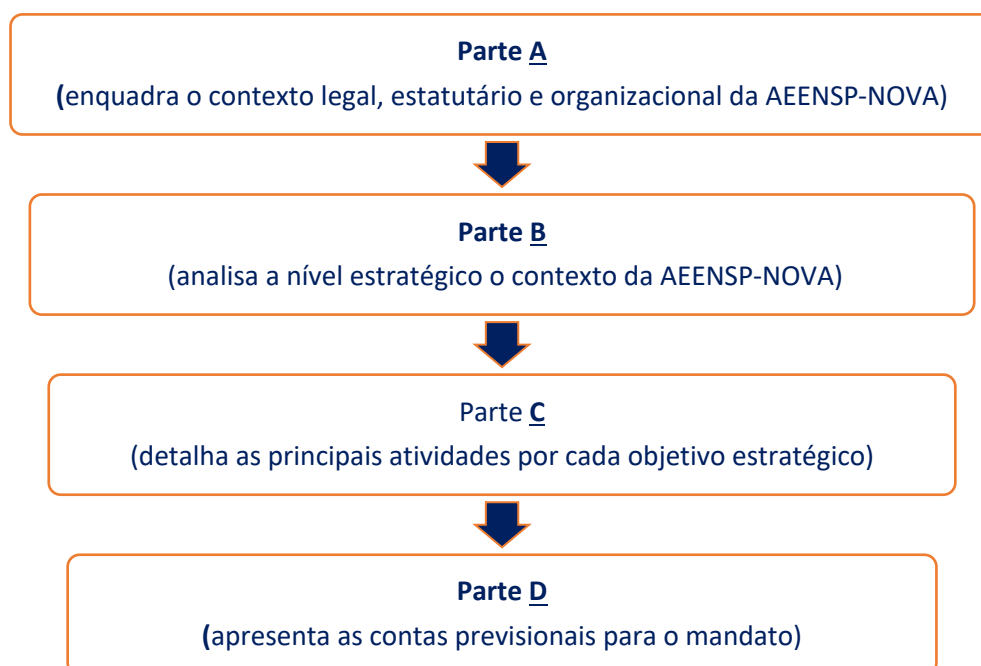 Parte A
(enquadra o contexto legal, estatutário e organizacional da AEENSP-NOVA)
Parte B
(analisa a nível estratégico o contexto da AEENSP-NOVA)
Parte C
(detalha as principais atividades por cada objetivo estratégico)
Parte D
(apresenta as contas previsionais para o mandato)